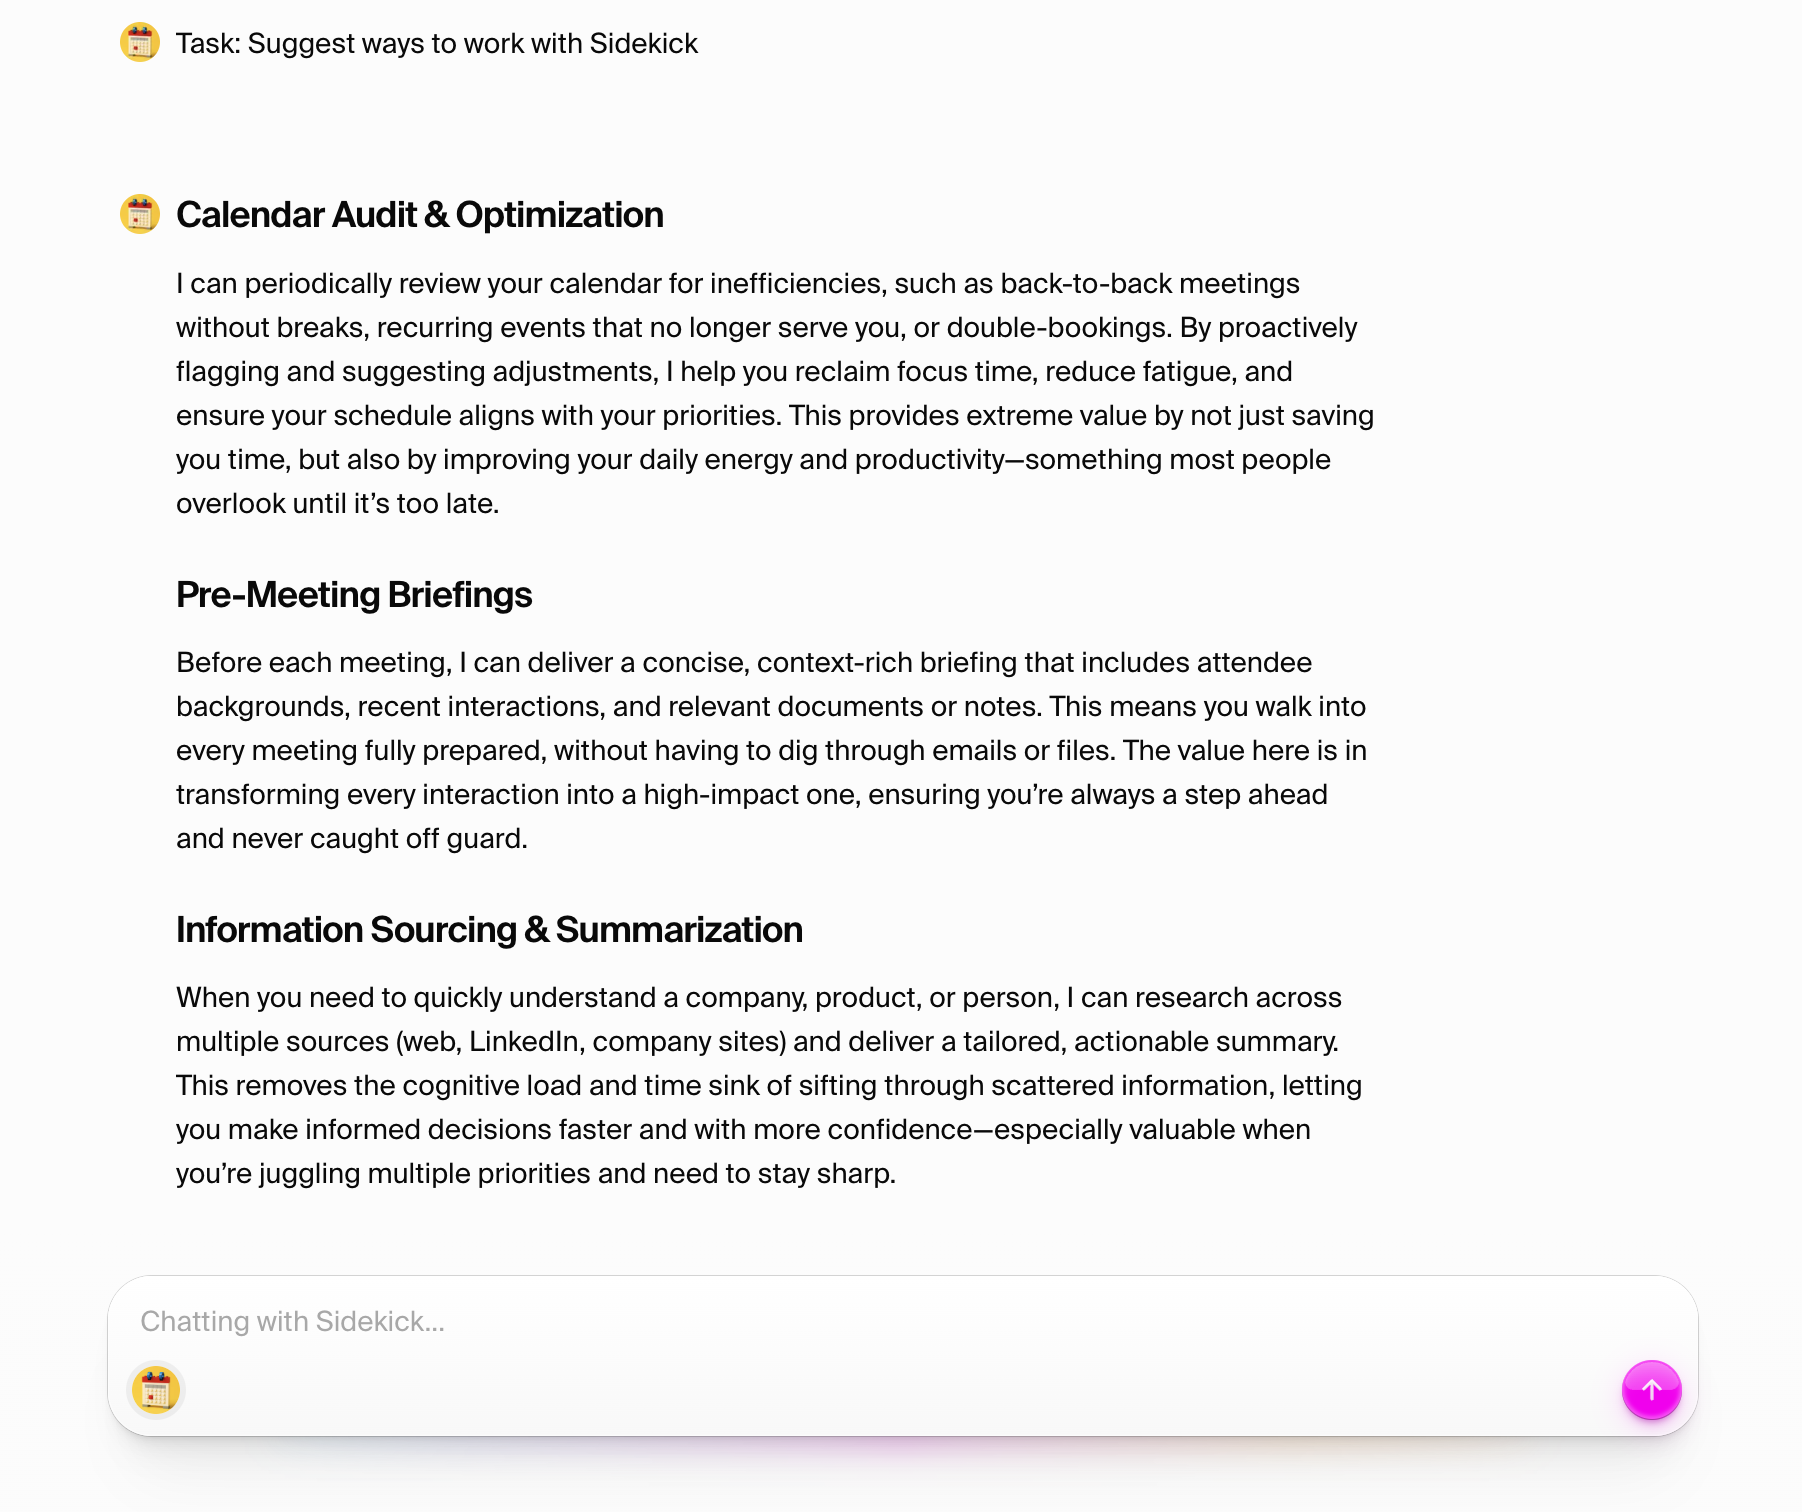 Task: Suggest ways to work with Sidekick
Calendar Audit & Optimization
I can periodically review your calendar for inefficiencies, such as back-to-back meetings
without breaks, recurring events that no longer serve you, or double-bookings. By proactively
flagging and suggesting adjustments, I help you reclaim focus time, reduce fatigue, and
ensure your schedule aligns with your priorities. This provides extreme value by not just saving
you time, but also by improving your daily energy and productivity—something most people
overlook until it’s too late.
Pre-Meeting Briefings
Before each meeting, I can deliver a concise, context-rich briefing that includes attendee
backgrounds, recent interactions, and relevant documents or notes. This means you walk into
every meeting fully prepared, without having to dig through emails or files. The value here is in
transforming every interaction into a high-impact one, ensuring you’re always a step ahead
and never caught off guard.
Information Sourcing & Summarization
When you need to quickly understand a company, product, or person, I can research across
multiple sources (web, LinkedIn, company sites) and deliver a tailored, actionable summary.
This removes the cognitive load and time sink of sifting through scattered information, letting
you make informed decisions faster and with more confidence—especially valuable when
you’re juggling multiple priorities and need to stay sharp.
Chatting with Sidekick...